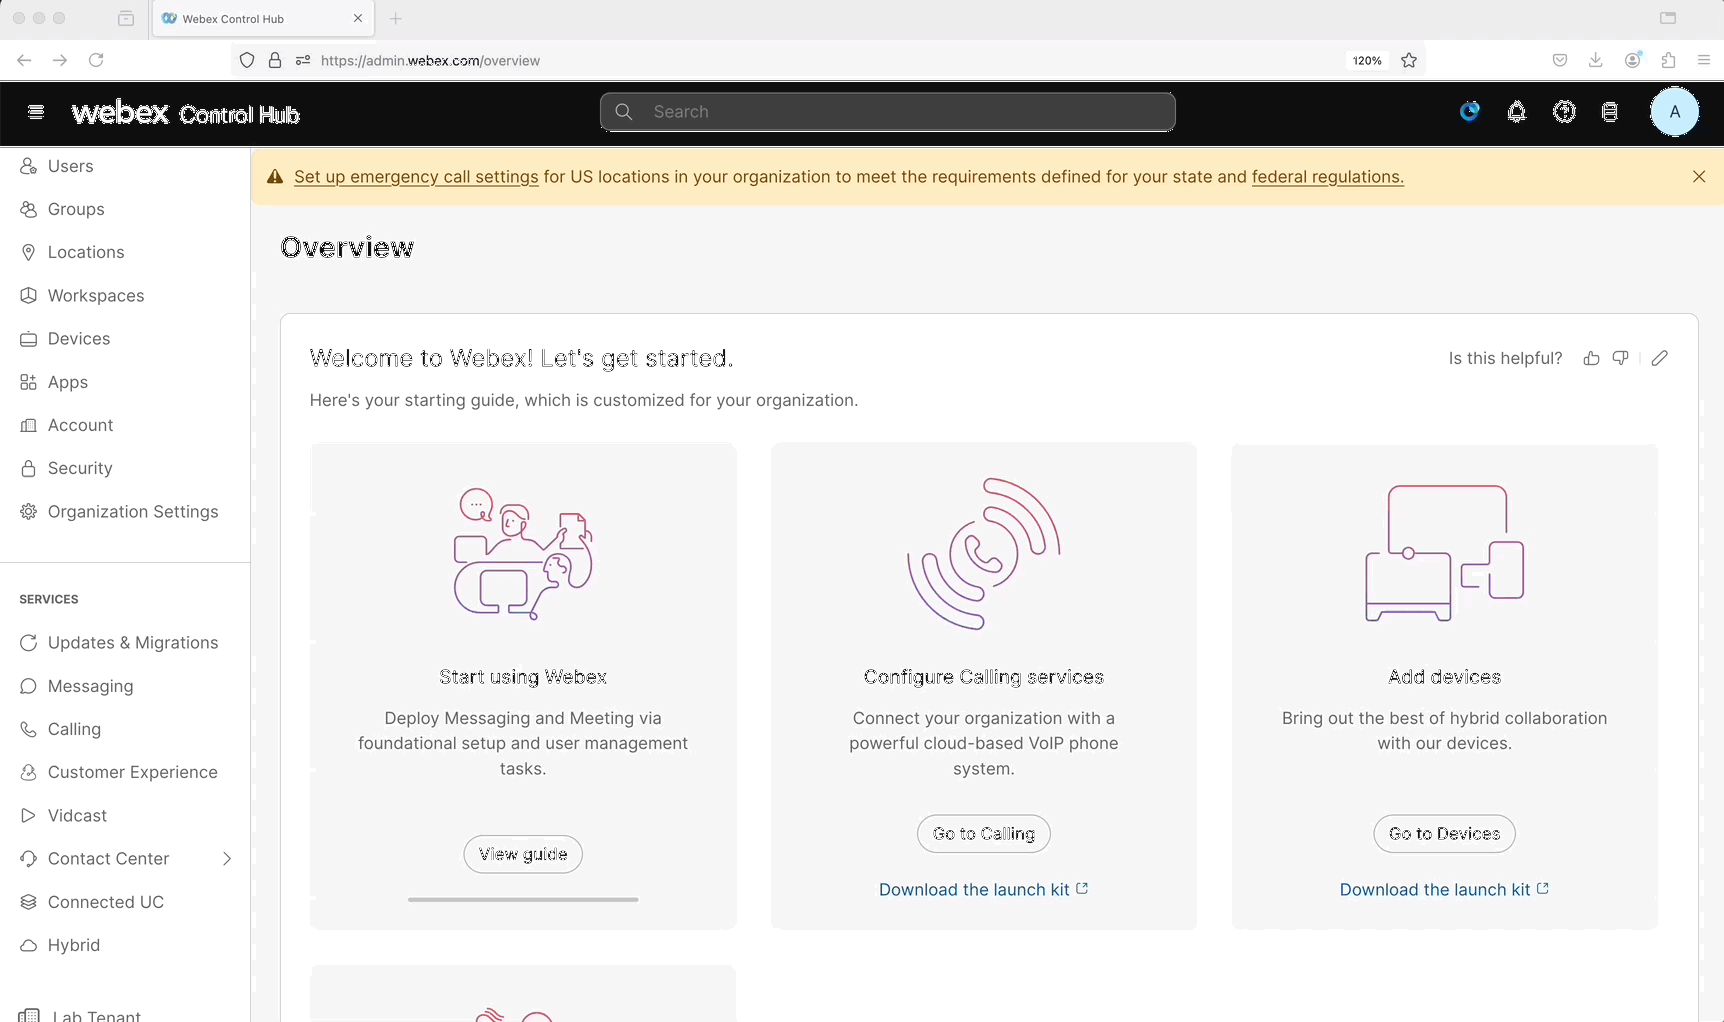 Webex Control Hub
https://admin.webex.com/overview
120%
webex Control Hub
Search
A
Users
Groups
Locations
Workspaces
Devices
Apps
Account
Security
Organization Settings
SERVICES
Updates & Migrations
Messaging
Calling
Customer Experience
Vidcast
Contact Center
Connected UC
Hybrid
Lab Tenant
Set up emergency call settings for US locations in your organization to meet the requirements defined for your state and federal regulations.
Overview
Welcome to Webex! Let's get started.
Is this helpful?
Here's your starting guide, which is customized for your organization.
Start using Webex
Deploy Messaging and Meeting via
foundational setup and user management
tasks.
View guide
Configure Calling services
Connect your organization with a
powerful cloud-based VoIP phone
system.
Go to Calling
Download the launch kit
Add devices
Bring out the best of hybrid collaboration
with our devices.
Go to Devices
Download the launch kit